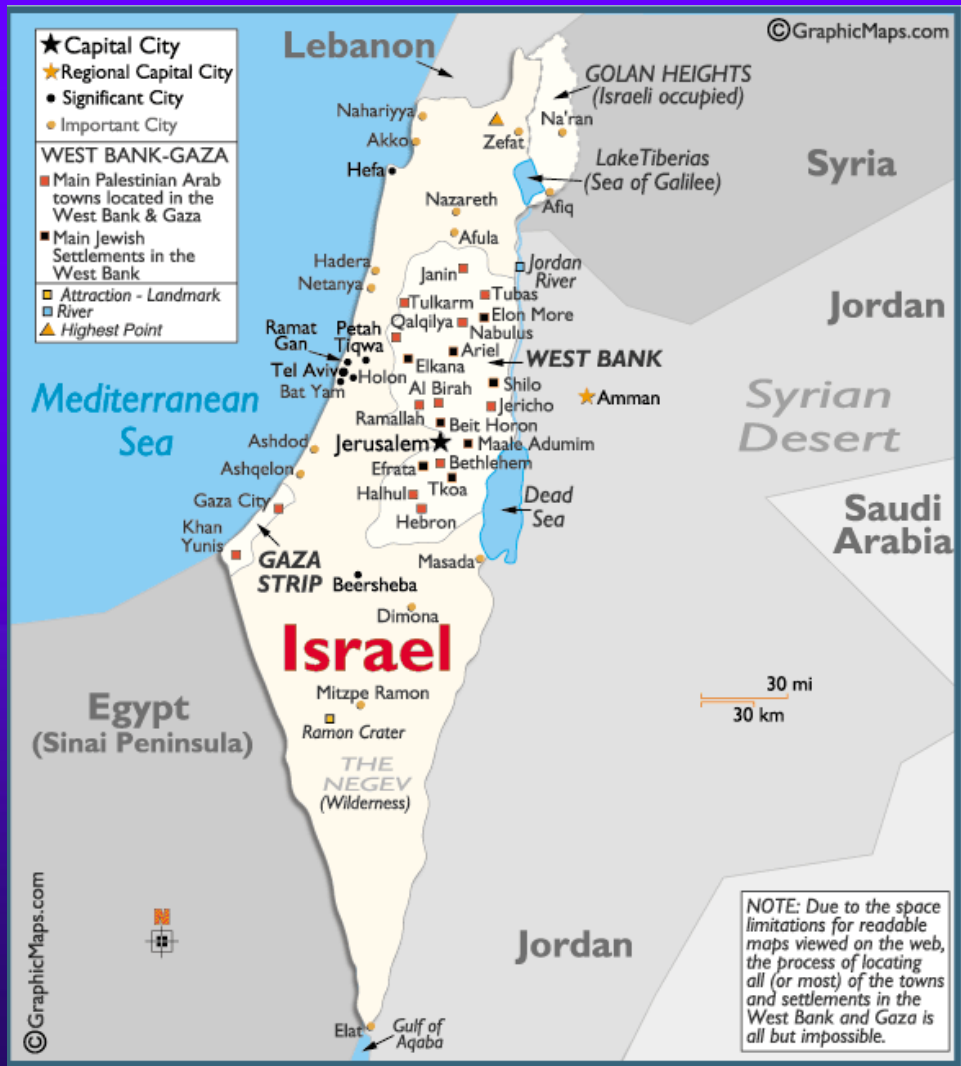 ©GraphicMaps.com
Capital City
Regional Capital City
Significant City
Important City
WEST BANK-GAZA
Main Palestinian Arab
towns located in the
West Bank & Gaza
Main Jewish
Settlements in the
West Bank
Attraction - Landmark
River
Highest Point
Lebanon
GOLAN HEIGHTS
(Israeli occupied)
Nahariyya
Na'ran
Akko
Zefat
Hefa
Lake Tiberias
(Sea of Galilee)
Syria
Nazareth
Afiq
Afula
Hadera
Janin
Jordan
River
Netanya
Tulkarm
Tubas
Jordan
Qalqilya
Elon More
Nabulus
Ramat
Gan
Petah
Tiqwa
Ariel
WEST BANK
Elkana
Tel Aviv
Holon
Bat Yam
Al Birah
Shilo
Jericho
Amman
Mediterranean
Sea
Syrian
Desert
Ramallah
Beit Horon
Ashdod
Jerusalem
Maale Adumim
Ashqelon
Efrata
Bethlehem
Tkoa
Gaza City
Halhul
Dead
Sea
Saudi
Arabia
Hebron
Khan
Yunis
GAZA
STRIP
Masada
Beersheba
Dimona
Israel
Mitzpe Ramon
30 mi
30 km
Egypt
(Sinai Peninsula)
Ramon Crater
THE
NEGEV
(Wilderness)
N
©GraphicMaps.com
Jordan
NOTE: Due to the space
limitations for readable
maps viewed on the web,
the process of locating
all (or most) of the towns
and settlements in the
West Bank and Gaza is
all but impossible.
Elat
Gulf of
Aqaba